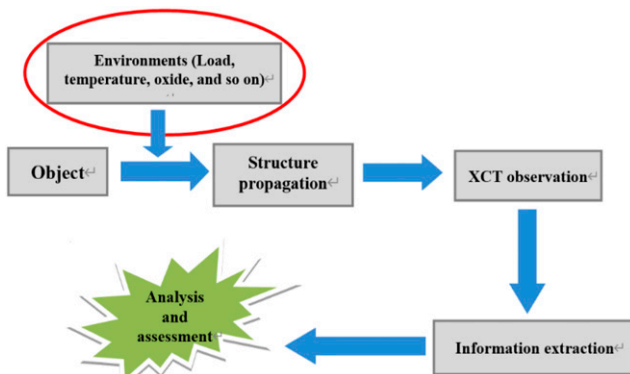 Environments (Load,
temperature, oxide, and so on)
Object
Structure
propagation
XCT observation
Analysis
and
assessment
Information extraction